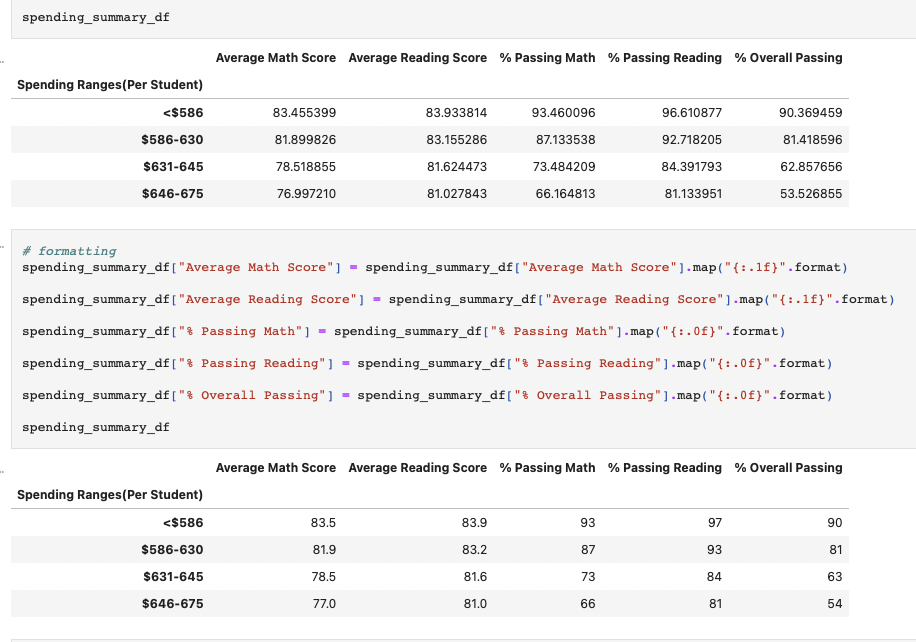 spending_summary_df
Average Math Score Average Reading Score % Passing Math % Passing Reading % Overall Passing
Spending Ranges(Per Student)
<$586 83.455399 83.933814 93.460096 96.610877 90.369459
$586-630 81.899826 83.155286 87.133538 92.718205 81.418596
$631-645 78.518855 81.624473 73.484209 84.391793 62.857656
$646-675 76.997210 81.027843 66.164813 81.133951 53.526855
# formatting
spending_summary_df["Average Math Score"] = spending_summary_df["Average Math Score"].map("{:.1f}".format)
spending_summary_df["Average Reading Score"] = spending_summary_df["Average Reading Score"].map("{:.1f}".format)
spending_summary_df["% Passing Math"] = spending_summary_df["% Passing Math"].map("{:.0f}".format)
spending_summary_df["% Passing Reading"] = spending_summary_df["% Passing Reading"].map("{:.0f}".format)
spending_summary_df["% Overall Passing"] = spending_summary_df["% Overall Passing"].map("{:.0f}".format)
spending_summary_df
Average Math Score Average Reading Score % Passing Math % Passing Reading % Overall Passing
Spending Ranges(Per Student)
<$586 83.5 83.9 93 97 90
$586-630 81.9 83.2 87 93 81
$631-645 78.5 81.6 73 84 63
$646-675 77.0 81.0 66 81 54